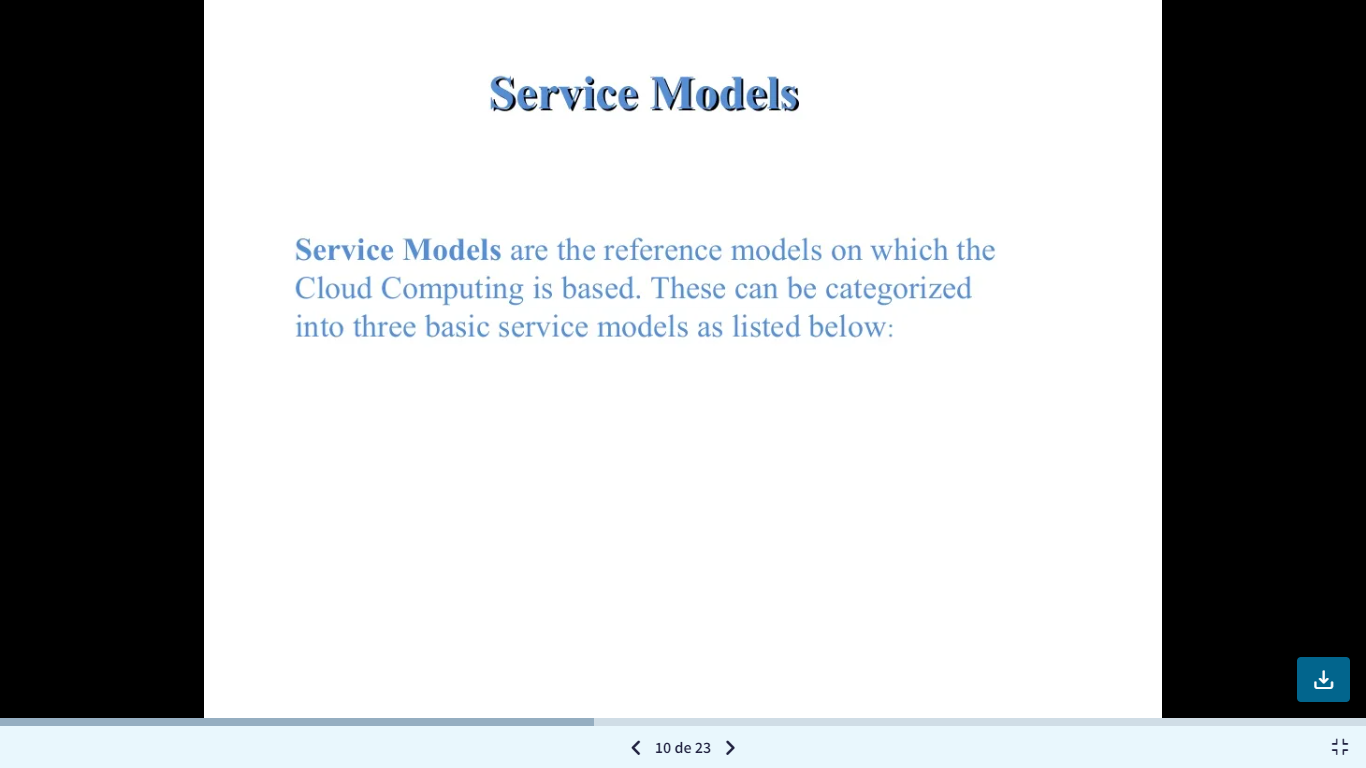 Service Models
Service Models are the reference models on which the
Cloud Computing is based. These can be categorized
into three basic service models as listed below:
10 de 23